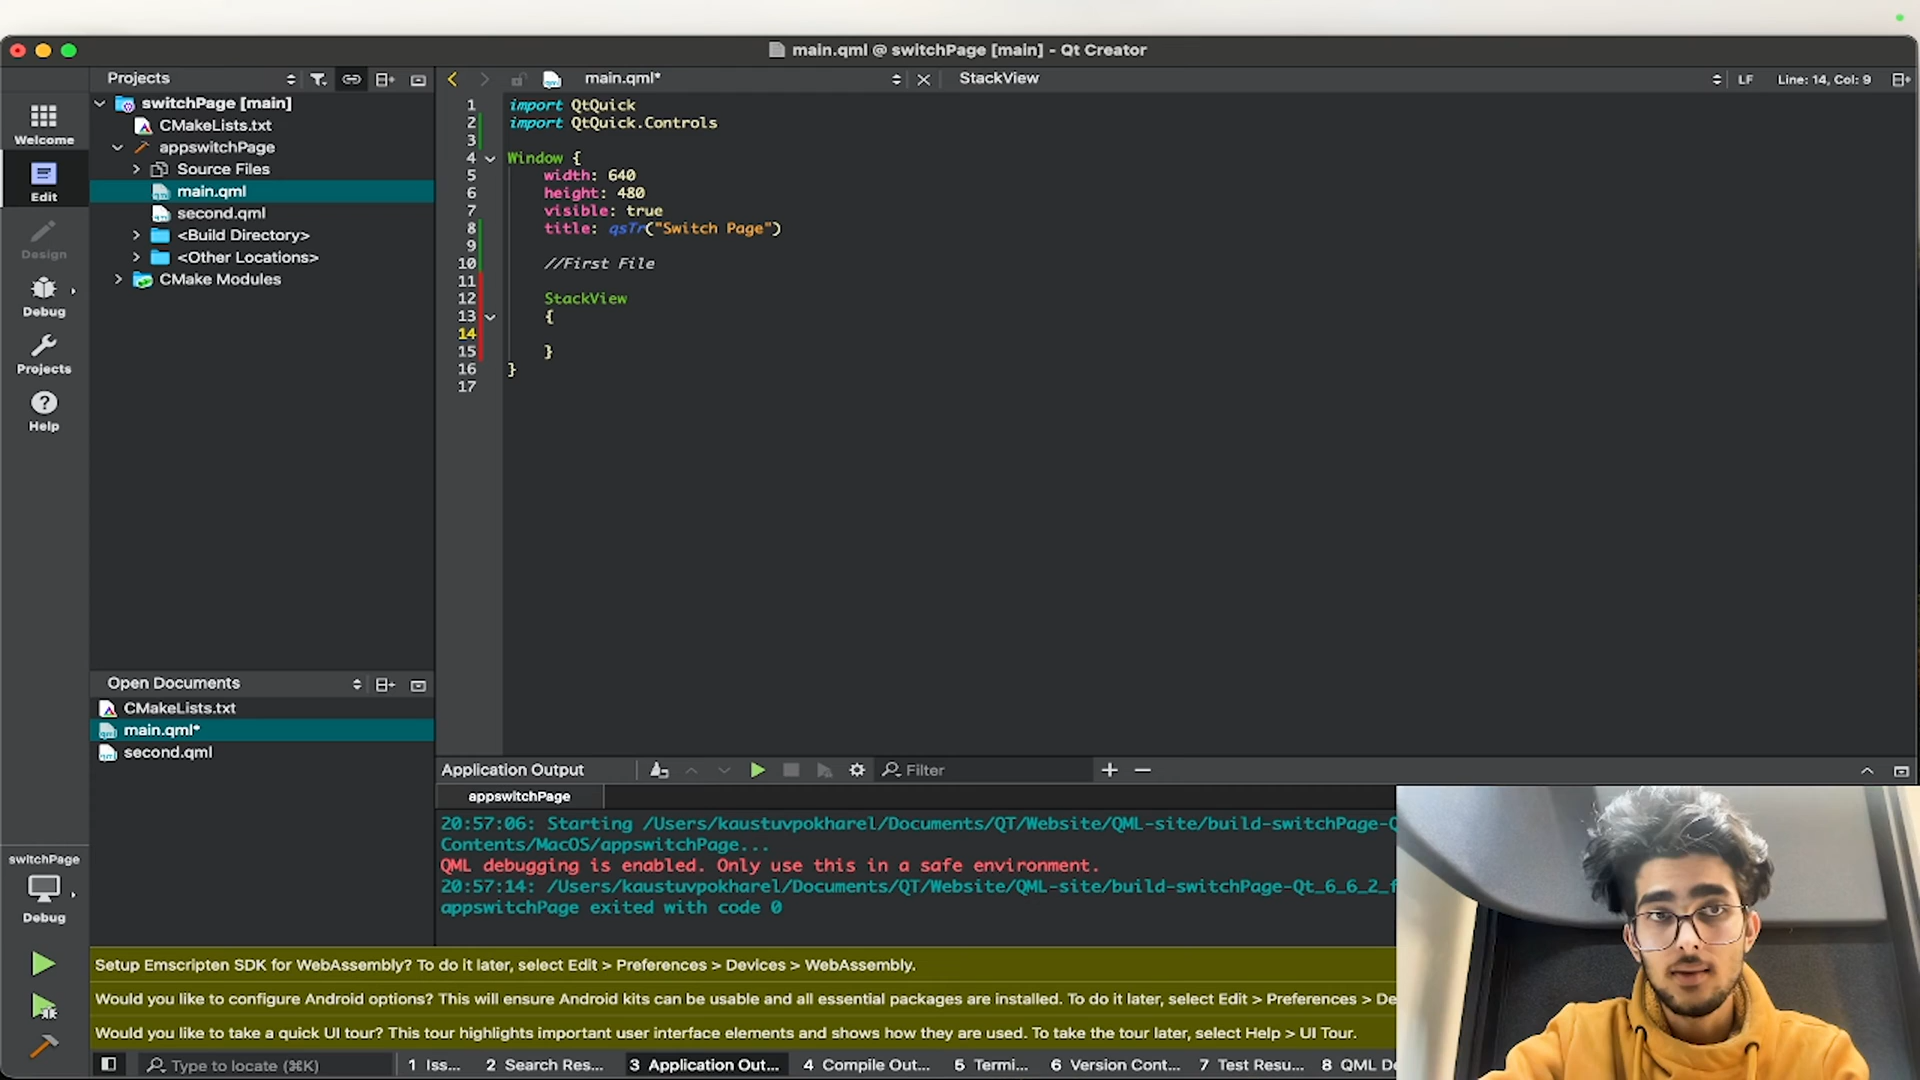 main.qml @ switchPage [main] - Qt Creator
Projects
main.qml*
StackView
LF
Line: 14, Col: 9
Welcome
Edit
Design
Debug
Projects
Help
switchPage [main]
CMakeLists.txt
appswitchPage
Source Files
main.qml
second.qml
<Build Directory>
<Other Locations>
CMake Modules
1 import QtQuick
2 import QtQuick.Controls
3
4 Window {
5 width: 640
6 height: 480
7 visible: true
8 title: qsTr("Switch Page")
9
10 //First File
11
12 StackView
13 {
14
15 }
16 }
17
Open Documents
CMakeLists.txt
main.qml*
second.qml
Application Output
Filter
appswitchPage
20:57:06: Starting /Users/kaustuvpokharel/Documents/QT/Website/QML-site/build-switchPage-Q
Contents/MacOS/appswitchPage...
QML debugging is enabled. Only use this in a safe environment.
20:57:14: /Users/kaustuvpokharel/Documents/QT/Website/QML-site/build-switchPage-Qt_6_6_2_f
appswitchPage exited with code 0
switchPage
Debug
Setup Emscripten SDK for WebAssembly? To do it later, select Edit > Preferences > Devices > WebAssembly.
Would you like to configure Android options? This will ensure Android kits can be usable and all essential packages are installed. To do it later, select Edit > Preferences > De
Would you like to take a quick UI tour? This tour highlights important user interface elements and shows how they are used. To take the tour later, select Help > UI Tour.
Type to locate (⌘K)
1 Iss...
2 Search Res...
3 Application Out...
4 Compile Out...
5 Termi...
6 Version Cont...
7 Test Resu...
8 QML De